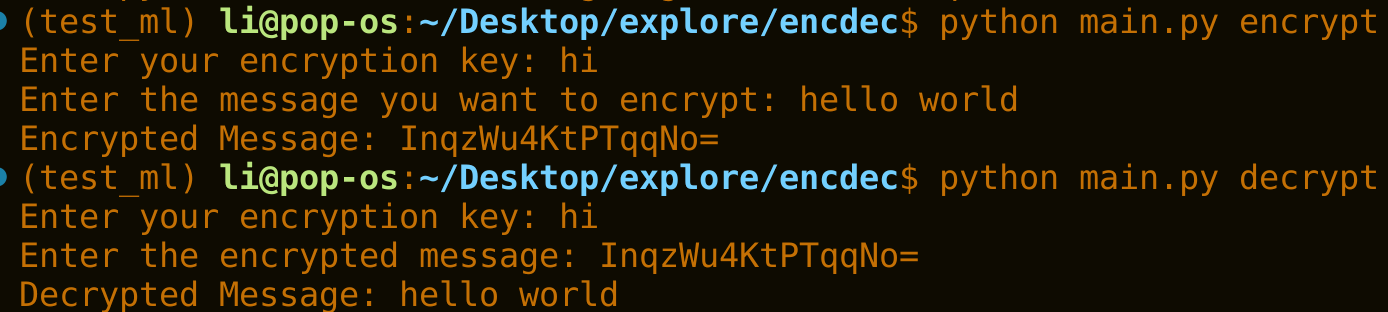 (test_ml) li@pop-os:~/Desktop/explore/encdec$ python main.py encrypt
Enter your encryption key: hi
Enter the message you want to encrypt: hello world
Encrypted Message: InqzWu4KtPTqqNo=
(test_ml) li@pop-os:~/Desktop/explore/encdec$ python main.py decrypt
Enter your encryption key: hi
Enter the encrypted message: InqzWu4KtPTqqNo=
Decrypted Message: hello world